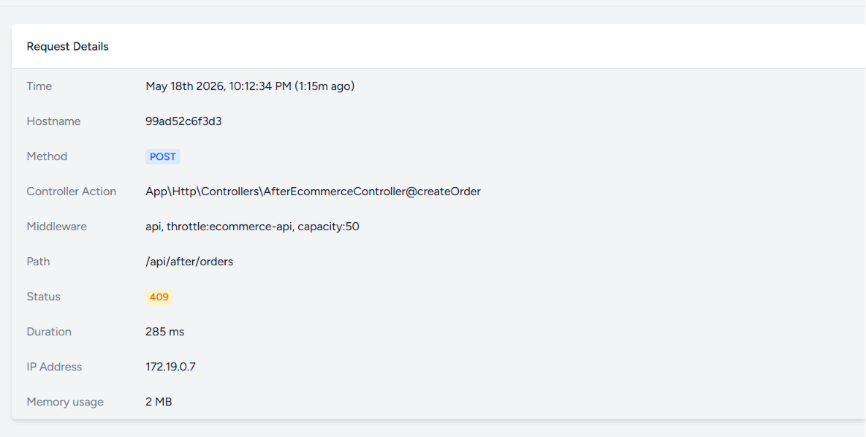 Request Details
Time May 18th 2026, 10:12:34 PM (1:15m ago)
Hostname 99ad52c6f3d3
Method POST
Controller Action App\Http\Controllers\AfterEcommerceController@createOrder
Middleware api, throttle:ecommerce-api, capacity:50
Path /api/after/orders
Status 409
Duration 285 ms
IP Address 172.19.0.7
Memory usage 2 MB